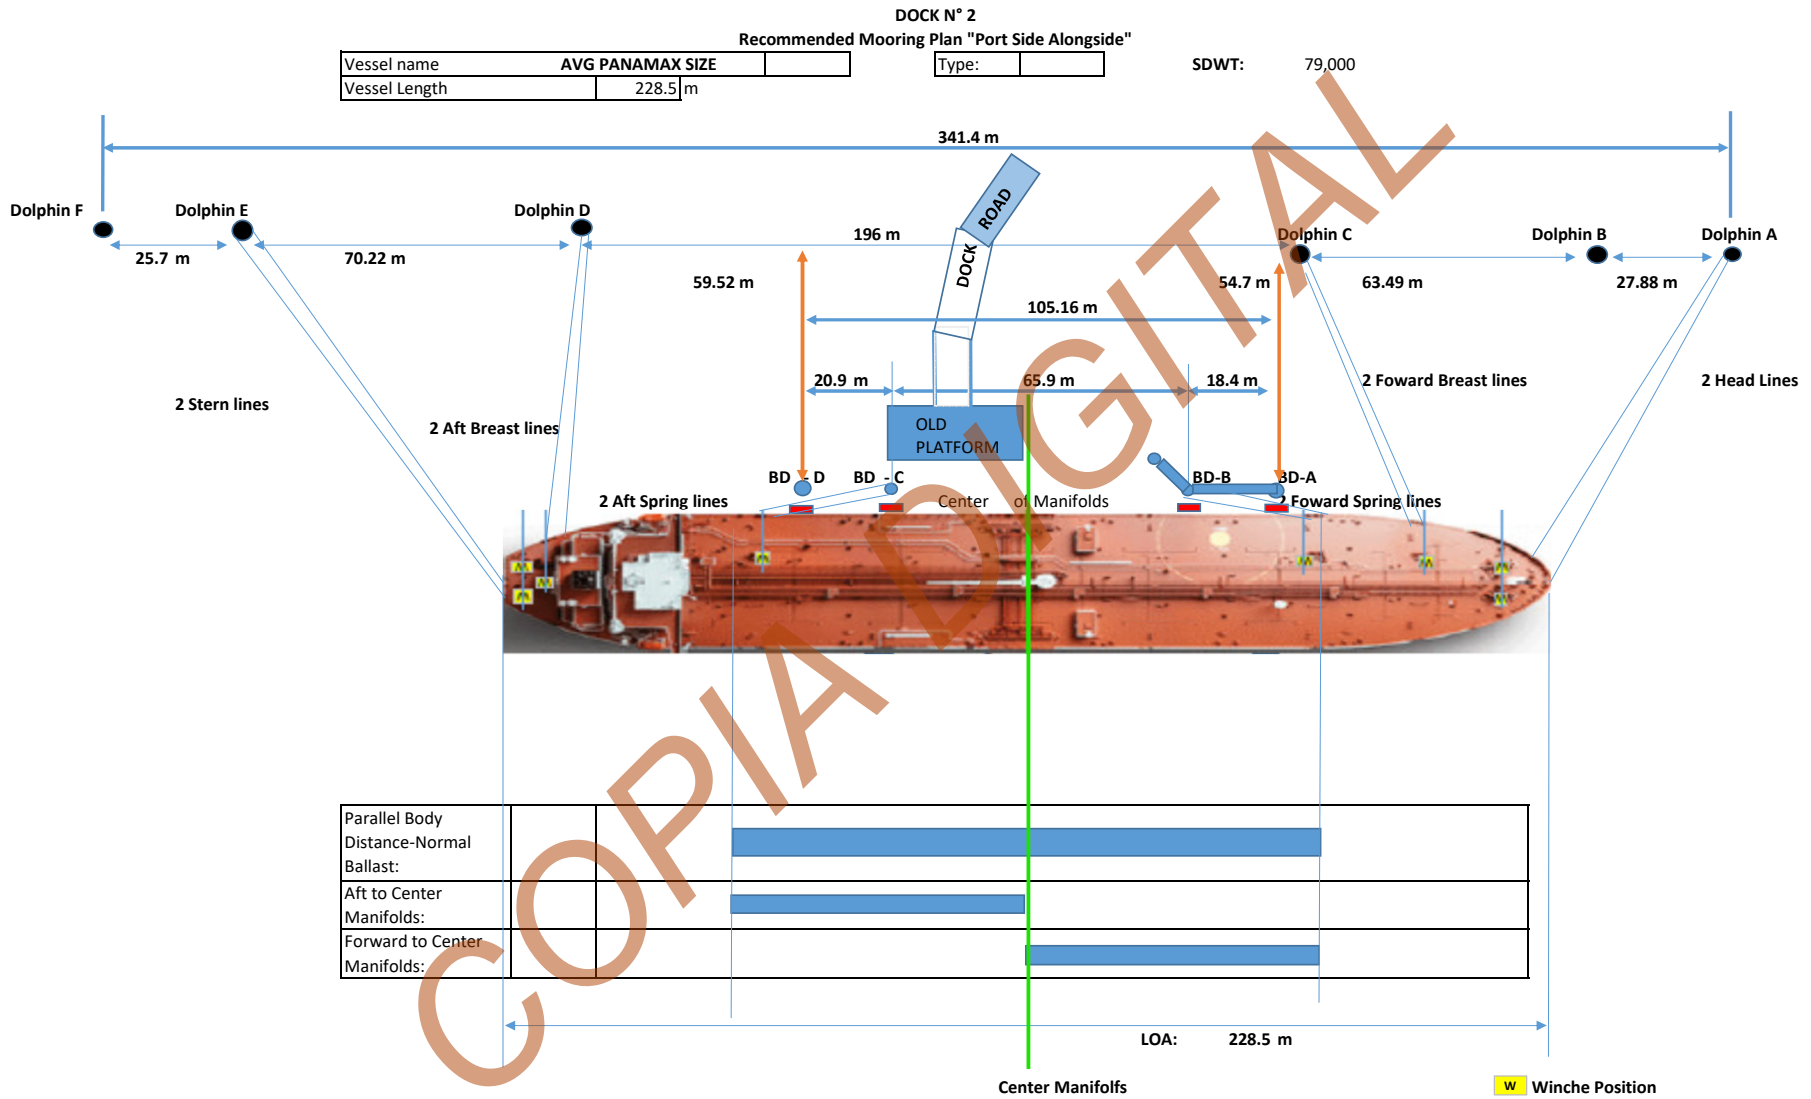 DOCK N° 2
Recommended Mooring Plan "Port Side Alongside"
Vessel name AVG PANAMAX SIZE Type: SDWT: 79,000
Vessel Length 228.5 m
341.4 m
Dolphin F Dolphin E Dolphin D Dolphin C Dolphin B Dolphin A
ROAD
DOCK
25.7 m 70.22 m 196 m
59.52 m 54.7 m 63.49 m 27.88 m
105.16 m
20.9 m 65.9 m 18.4 m
2 Stern lines 2 Foward Breast lines 2 Head Lines
2 Aft Breast lines
OLD
PLATFORM
BD - D BD - C BD-B BD-A
2 Aft Spring lines Center of Manifolds 2 Foward Spring lines
W W W W W W W W
Parallel Body
Distance-Normal
Ballast:
Aft to Center
Manifolds:
Forward to Center
Manifolds:
LOA: 228.5 m
Center Manifolfs
W Winche Position
COPIA DIGITAL